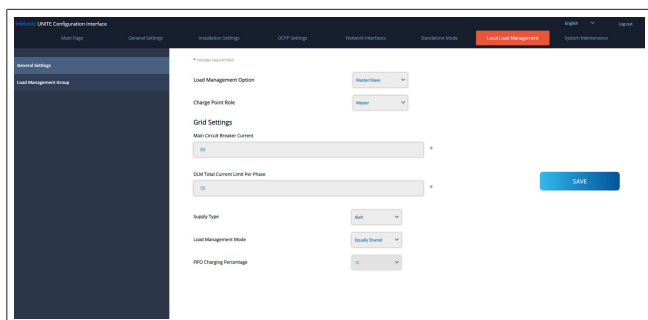 Webasto UNITE Configuration Interface
English
Log out
Main Page
General Settings
Installation Settings
OCPP Settings
Network Interfaces
Standalone Mode
Local Load Management
System Maintenance
General Settings
Load Management Group
* Indicates required field.
Load Management Option
Master/Slave
Charge Point Role
Master
Grid Settings
Main Circuit Breaker Current
*
DLM Total Current Limit Per Phase
*
SAVE
Supply Type
Load Management Mode
Equally Shared
FIFO Charging Percentage